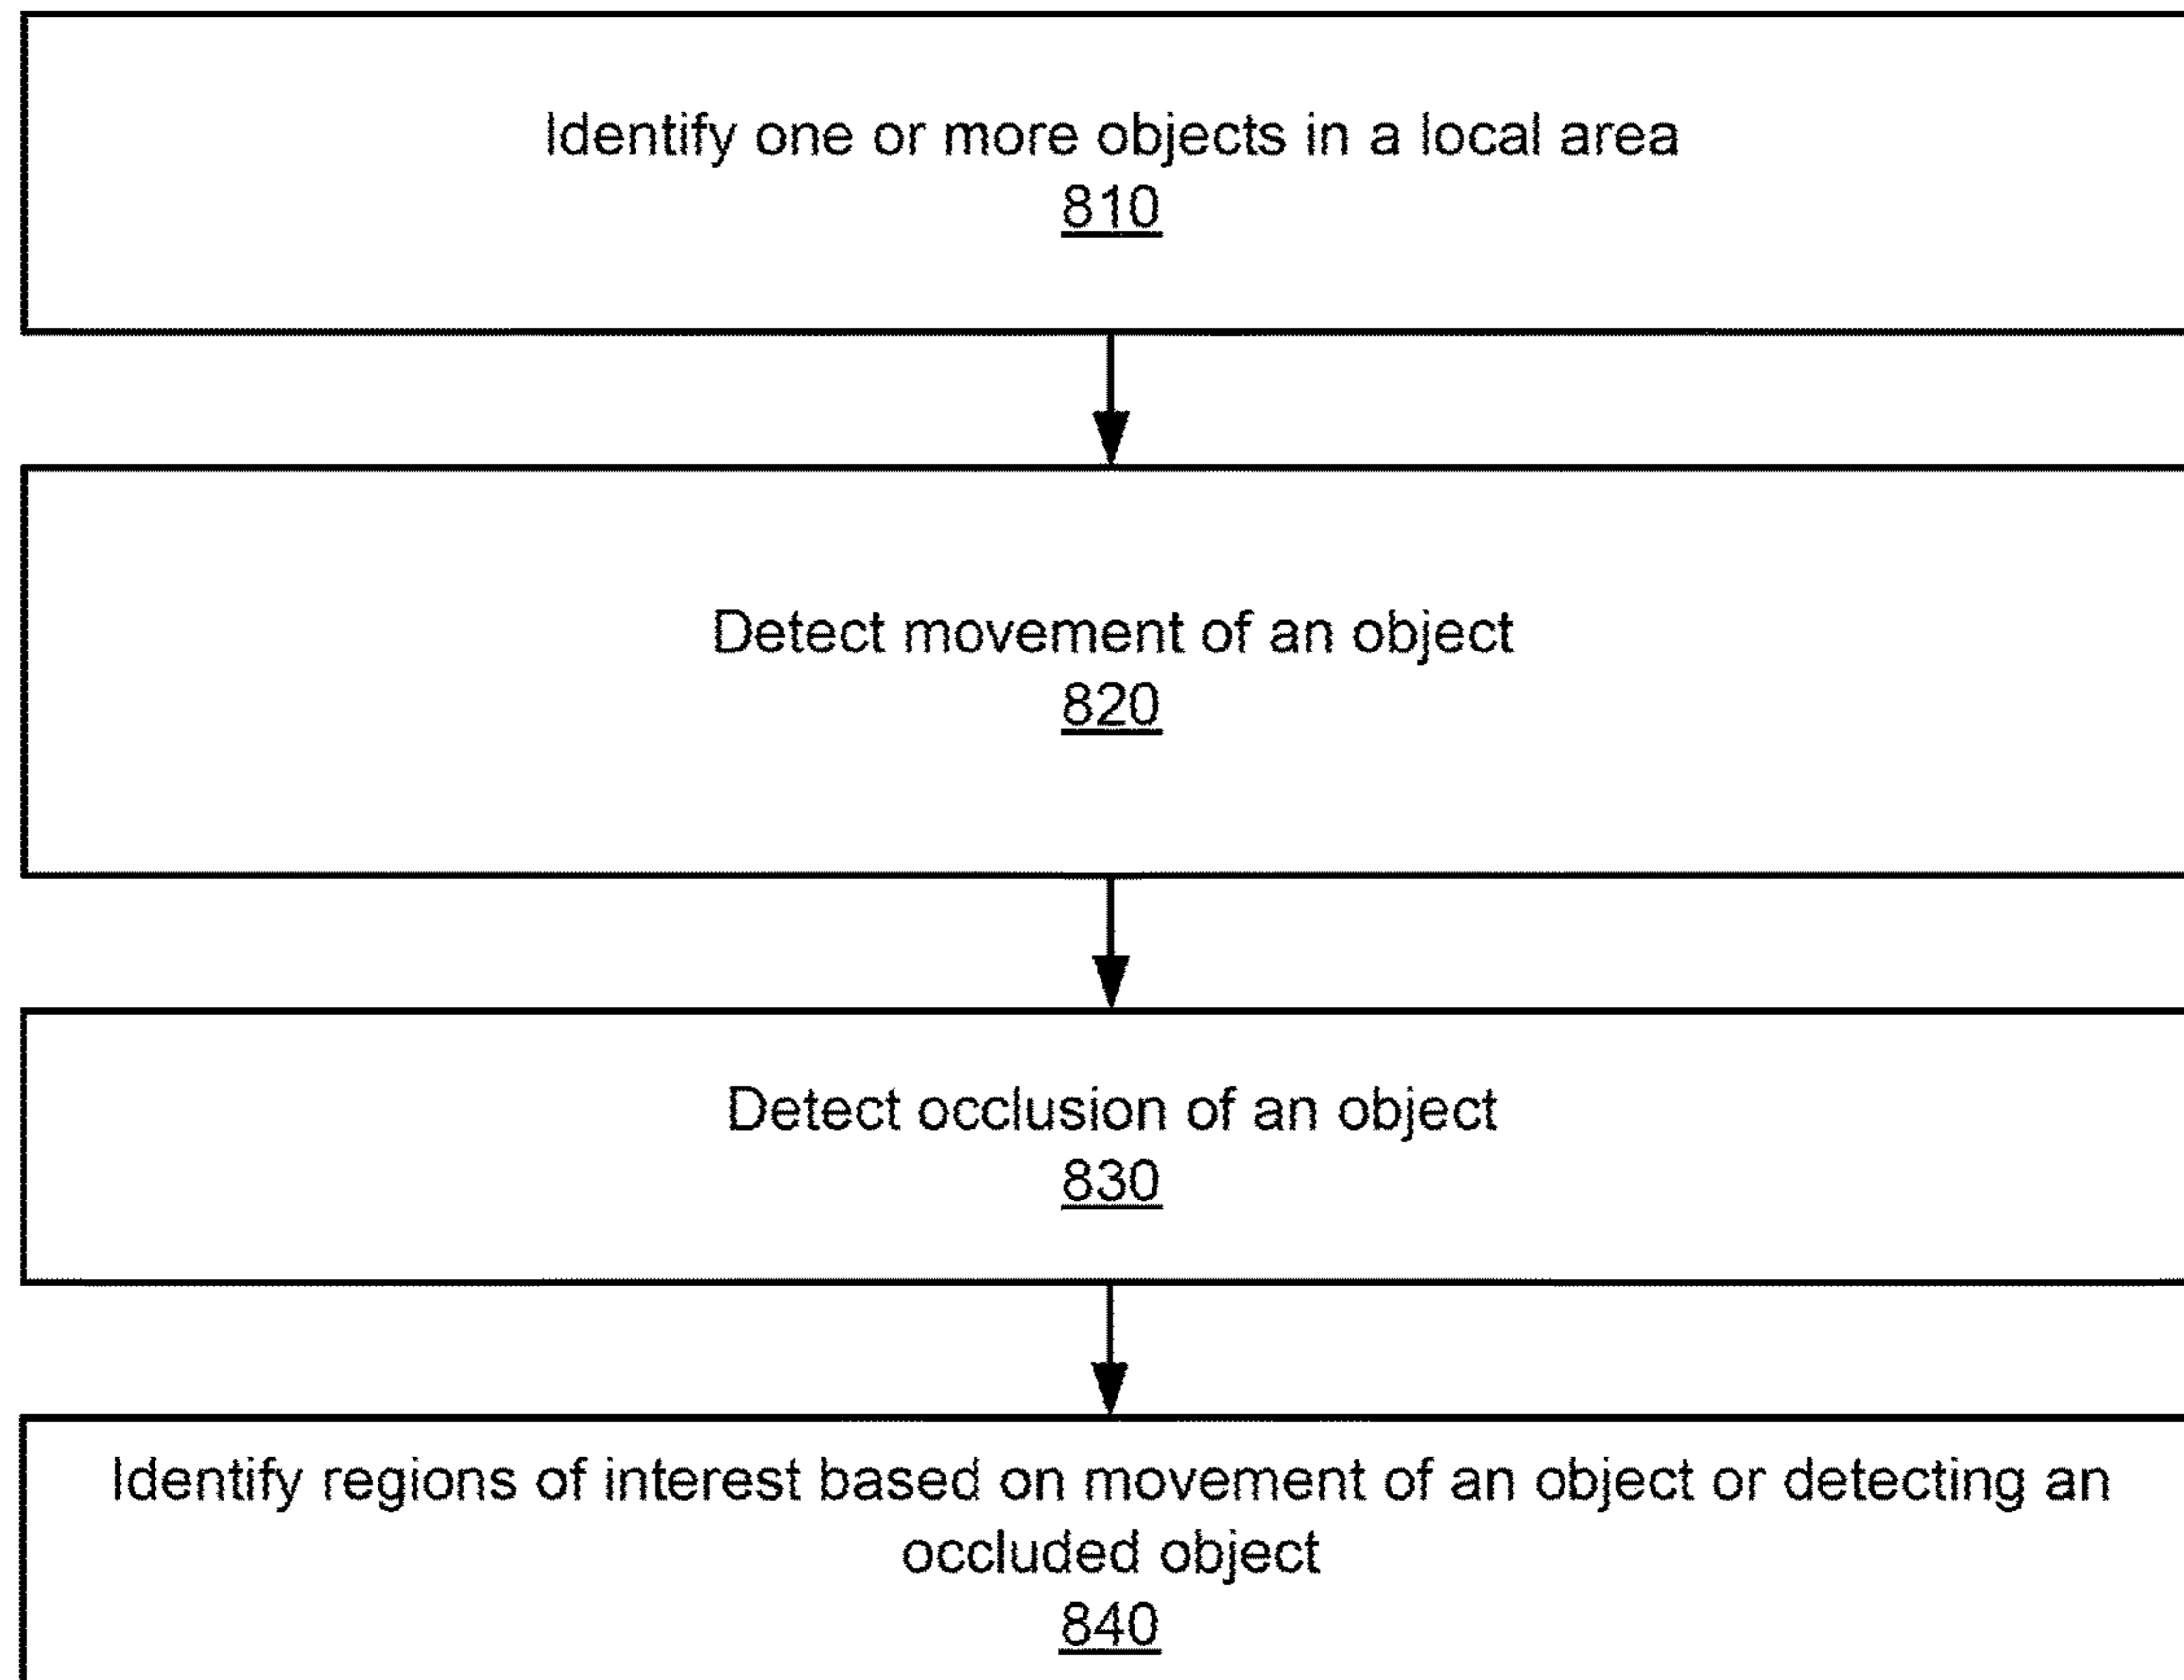 Identify one or more objects in a local area
810
Detect movement of an object
820
Detect occlusion of an object
830
Identify regions of interest based on movement of an object or detecting an
occluded object
840